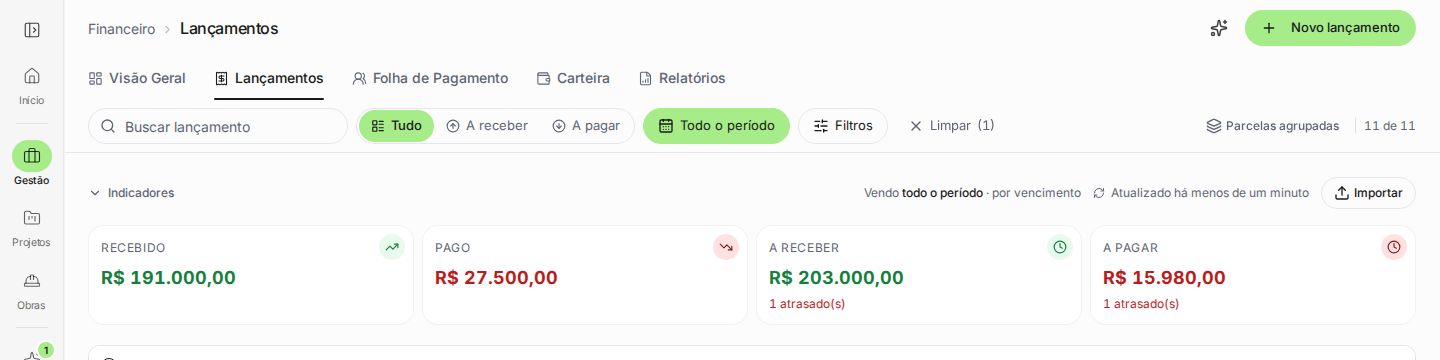 Financeiro > Lançamentos
Novo lançamento
Visão Geral
Lançamentos
Folha de Pagamento
Carteira
Relatórios
Buscar lançamento
Tudo
A receber
A pagar
Todo o período
Filtros
Limpar (1)
Parcelas agrupadas
11 de 11
Início
Gestão
Projetos
Obras
1
Indicadores
Vendo todo o período · por vencimento
Atualizado há menos de um minuto
Importar
RECEBIDO
R$ 191.000,00
PAGO
R$ 27.500,00
A RECEBER
R$ 203.000,00
1 atrasado(s)
A PAGAR
R$ 15.980,00
1 atrasado(s)